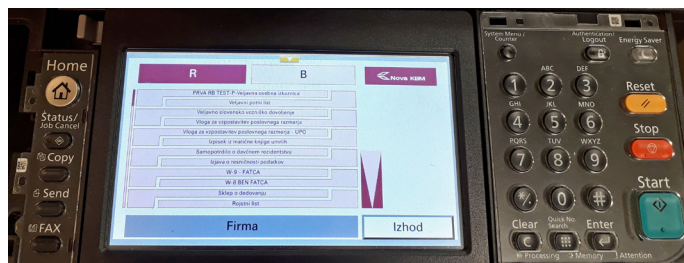 System Menu /
Counter
Authentication/
Logout
Energy Saver
Home
Status/
Job Cancel
Copy
Send
FAX
R
B
Nova KBM
PRVA RB TEST-P-Veljavna osebna izkaznica
Veljavni potni list
Veljavno slovensko vozniško dovoljenje
Vloga za vzpostavitev poslovnega razmerja
Vloga za vzpostavitev poslovnega razmerja - UPO
Izpisek iz matične knjige umrlih
Samopotrdilo o davčnem rezidentstvu
Izjava o resničnosti podatkov
W-9 - FATCA
W-8 BEN FATCA
Sklep o dedovanju
Rojstni list
Firma
Izhod
ABC
DEF
1
2
3
GHI
JKL
MNO
4
5
6
PQRS
TUV
WXYZ
7
8
9
*/.
0
#
Clear
Quick No.
Search
Enter
C
Reset
Stop
Start
Processing
Memory
Attention